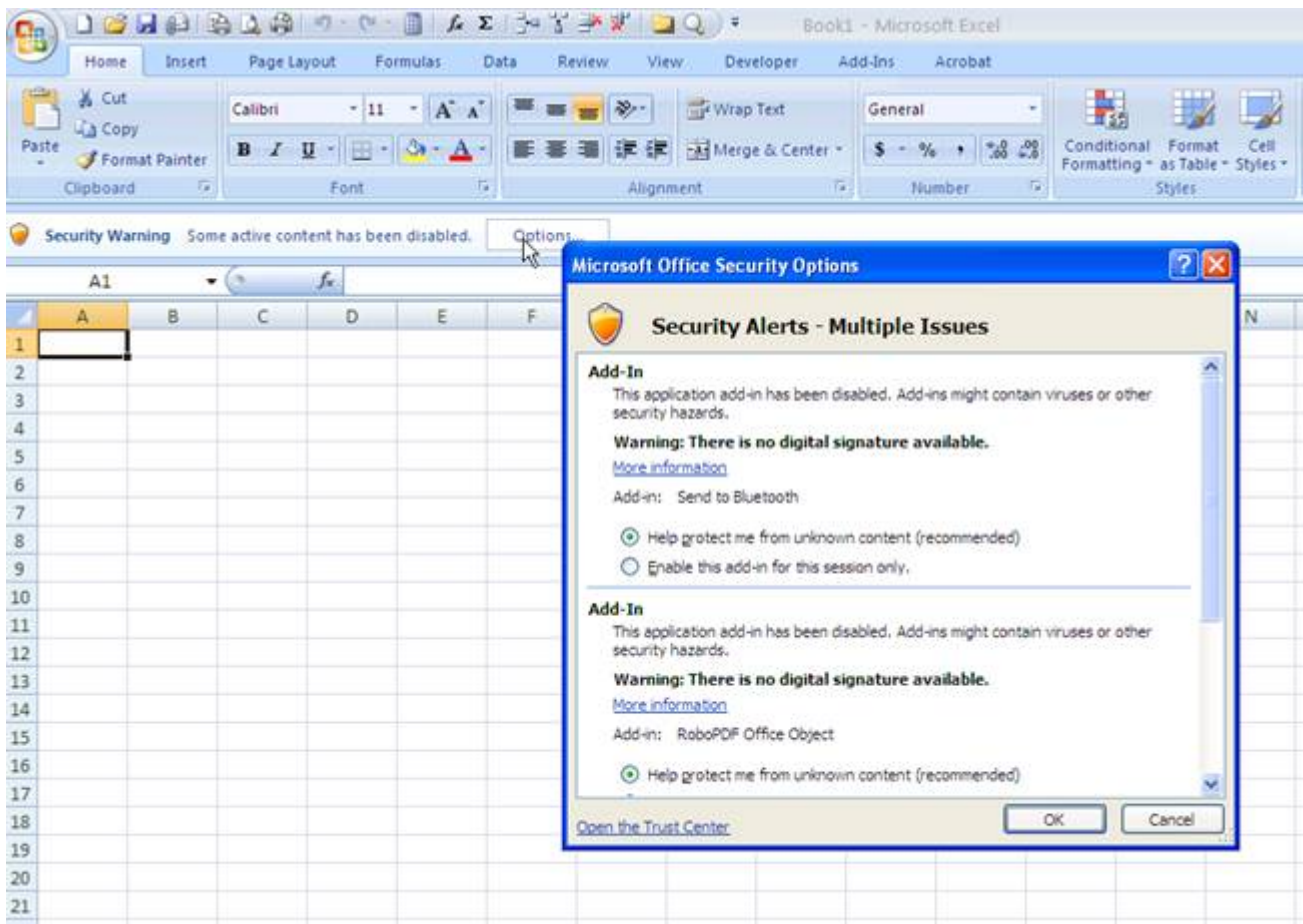 Book1 - Microsoft Excel
Home Insert Page Layout Formulas Data Review View Developer Add-Ins Acrobat
Paste
Cut
Copy
Format Painter
Clipboard
Calibri 11
B I U
Font
Wrap Text
Merge & Center
Alignment
General
$ % ,
Number
Conditional Formatting
Format as Table
Cell Styles
Styles
Security Warning Some active content has been disabled. Options...
A1 fx
A B C D E F N
1
2
3
4
5
6
7
8
9
10
11
12
13
14
15
16
17
18
19
20
21
Microsoft Office Security Options
Security Alerts - Multiple Issues
Add-In
This application add-in has been disabled. Add-ins might contain viruses or other
security hazards.
Warning: There is no digital signature available.
More information
Add-in: Send to Bluetooth
Help protect me from unknown content (recommended)
Enable this add-in for this session only.
Add-In
This application add-in has been disabled. Add-ins might contain viruses or other
security hazards.
Warning: There is no digital signature available.
More information
Add-in: RoboPDF Office Object
Help protect me from unknown content (recommended)
Open the Trust Center
OK Cancel